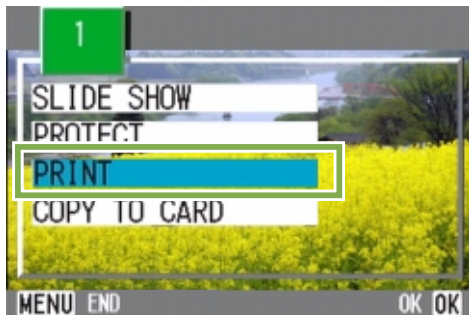 1
SLIDE SHOW
PROTECT
PRINT
COPY TO CARD
MENU END OK OK